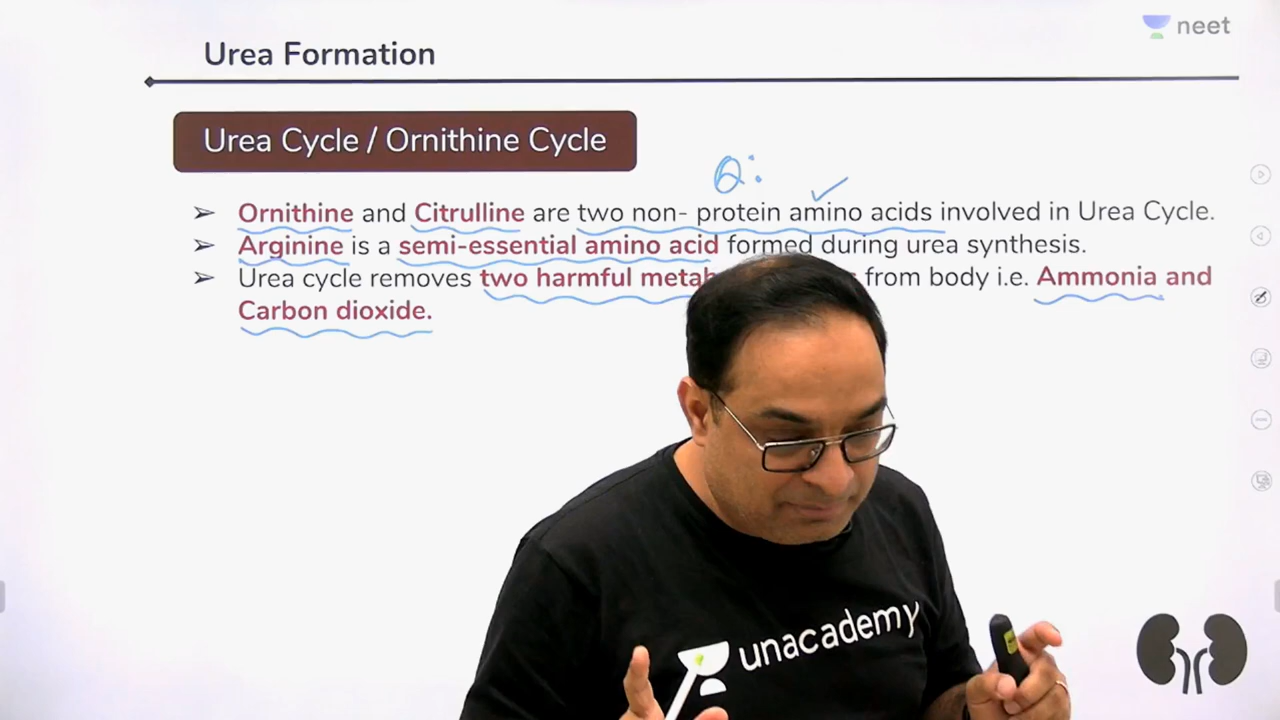 neet
Urea Formation
Urea Cycle / Ornithine Cycle
Q:
➢ Ornithine and Citrulline are two non- protein amino acids involved in Urea Cycle.
➢ Arginine is a semi-essential amino acid formed during urea synthesis.
➢ Urea cycle removes two harmful from body i.e. Ammonia and
Carbon dioxide.
unacademy